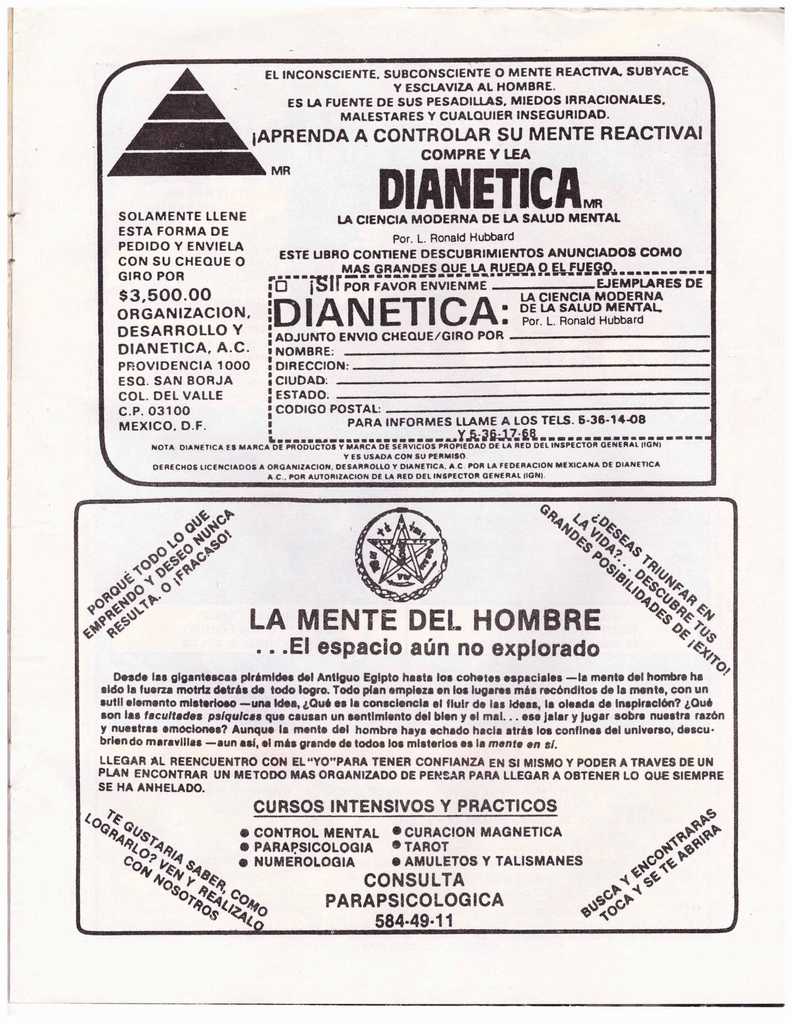 EL INCONSCIENTE, SUBCONSCIENTE O MENTE REACTIVA, SUBYACE
Y ESCLAVIZA AL HOMBRE.
ES LA FUENTE DE SUS PESADILLAS, MIEDOS IRRACIONALES,
MALESTARES Y CUALQUIER INSEGURIDAD.
¡APRENDA A CONTROLAR SU MENTE REACTIVA!
MR
COMPRE Y LEA
DIANETICA MR
LA CIENCIA MODERNA DE LA SALUD MENTAL
Por. L. Ronald Hubbard
ESTE LIBRO CONTIENE DESCUBRIMIENTOS ANUNCIADOS COMO
MAS GRANDES QUE LA RUEDA O EL FUEGO.
SOLAMENTE LLENE
ESTA FORMA DE
PEDIDO Y ENVIELA
CON SU CHEQUE O
GIRO POR
$3,500.00
ORGANIZACION,
DESARROLLO Y
DIANETICA, A.C.
PROVIDENCIA 1000
ESQ. SAN BORJA
COL. DEL VALLE
C.P. 03100
MEXICO, D.F.
¡SI! POR FAVOR ENVIENME EJEMPLARES DE
DIANETICA:
LA CIENCIA MODERNA
DE LA SALUD MENTAL,
Por. L. Ronald Hubbard
ADJUNTO ENVIO CHEQUE/GIRO POR
NOMBRE:
DIRECCION:
CIUDAD:
ESTADO:
CODIGO POSTAL:
PARA INFORMES LLAME A LOS TELS. 5-36-14-08
Y 5-36-17-68
NOTA DIANETICA ES MARCA DE PRODUCTOS Y MARCA DE SERVICIOS PROPIEDAD DE LA RED DEL INSPECTOR GENERAL (IGN)
Y ES USADA CON SU PERMISO.
DERECHOS LICENCIADOS A ORGANIZACION, DESARROLLO Y DIANETICA, A.C. POR LA FEDERACION MEXICANA DE DIANETICA
A.C., POR AUTORIZACION DE LA RED DEL INSPECTOR GENERAL (IGN).
PORQUE TODO LO QUE
EMPRENDO Y DESEO NUNCA
RESULTA. O ¡FRACASO!
¿DESEAS TRIUNFAR EN
LA VIDA?... DESCUBRE TUS
GRANDES POSIBILIDADES DE ¡EXITO!
LA MENTE DEL HOMBRE
...El espacio aún no explorado
Desde las gigantescas pirámides del Antiguo Egipto hasta los cohetes espaciales —la mente del hombre ha
sido la fuerza motriz detrás de todo logro. Todo plan empieza en los lugares más recónditos de la mente, con un
sutil elemento misterioso —una idea, ¿Qué es la consciencia el fluir de las ideas, la oleada de inspiración? ¿Qué
son las facultades psíquicas que causan un sentimiento del bien y el mal... ese jalar y jugar sobre nuestra razón
y nuestras emociones? Aunque la mente del hombre haya echado hacia atrás los confines del universo, descu-
briendo maravillas —aun así, el más grande de todos los misterios es la mente en sí.
LLEGAR AL REENCUENTRO CON EL "YO" PARA TENER CONFIANZA EN SI MISMO Y PODER A TRAVES DE UN
PLAN ENCONTRAR UN METODO MAS ORGANIZADO DE PENSAR PARA LLEGAR A OBTENER LO QUE SIEMPRE
SE HA ANHELADO.
CURSOS INTENSIVOS Y PRACTICOS
● CONTROL MENTAL ● CURACION MAGNETICA
● PARAPSICOLOGIA ● TAROT
● NUMEROLOGIA ● AMULETOS Y TALISMANES
CONSULTA
PARAPSICOLOGICA
584-49-11
TE GUSTARIA SABER, COMO
LOGRARLO? VEN Y REALIZALO
CON NOSOTROS
BUSCA Y ENCONTRARAS
TOCA Y SE TE ABRIRA